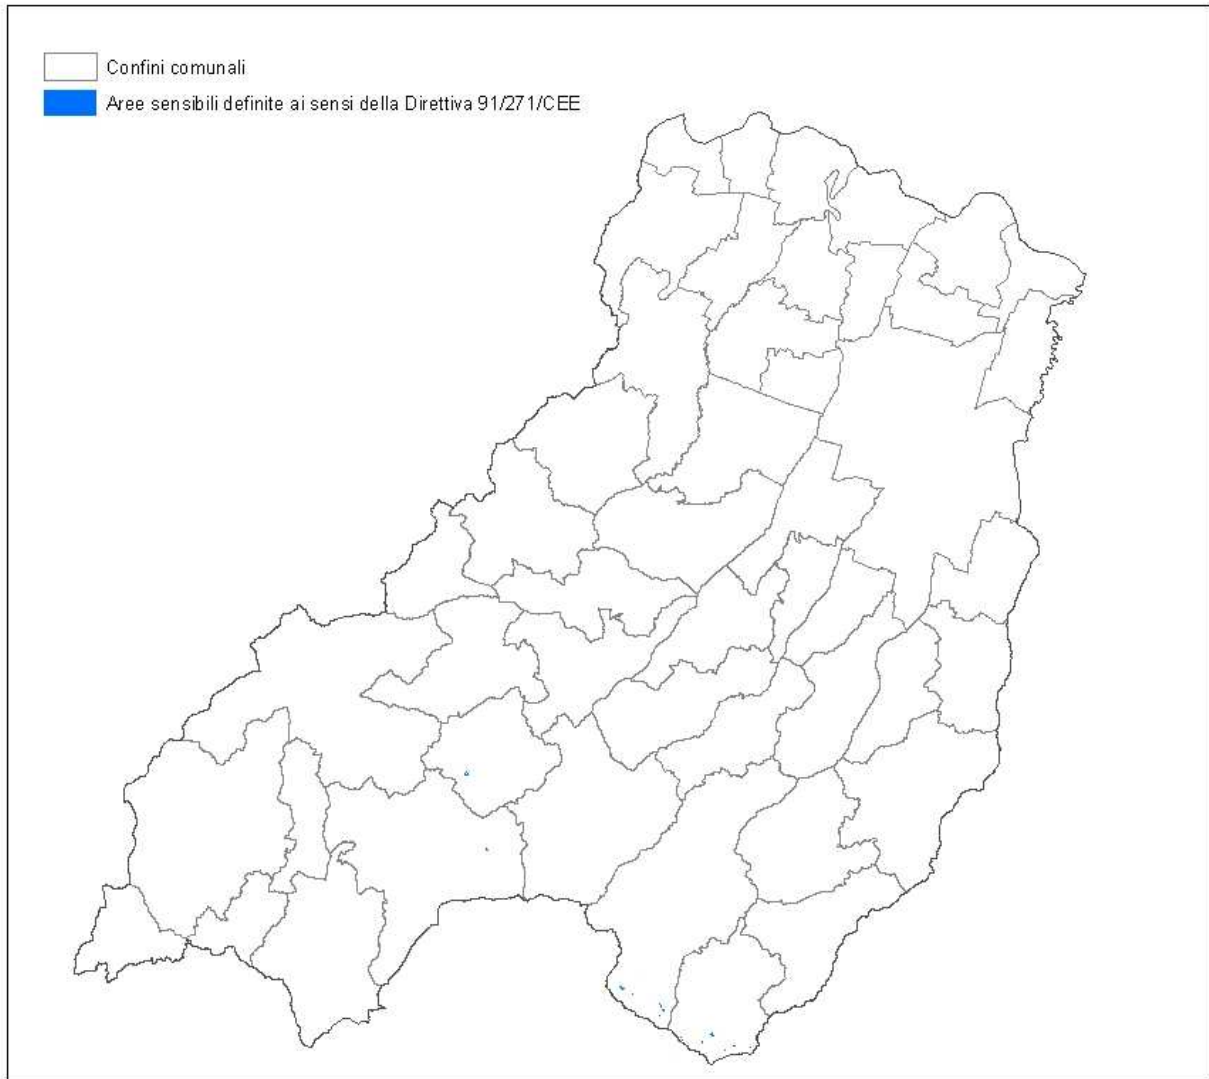 Confini comunali
Aree sensibili definite ai sensi della Direttiva 91/271/CEE